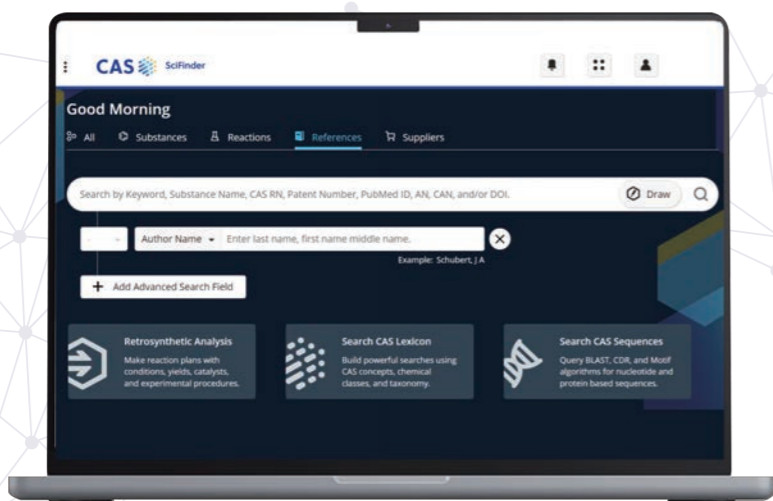 CAS SciFinder
Good Morning
All Substances Reactions References Suppliers
Search by Keyword, Substance Name, CAS RN, Patent Number, PubMed ID, AN, CAN, and/or DOI. Draw
Author Name Enter last name, first name middle name.
Example: Schubert, J A
+ Add Advanced Search Field
Retrosynthetic Analysis
Make reaction plans with
conditions, yields, catalysts,
and experimental procedures.
Search CAS Lexicon
Build powerful searches using
CAS concepts, chemical
classes, and taxonomy.
Search CAS Sequences
Query BLAST, CDR, and Motif
algorithms for nucleotide and
protein based sequences.